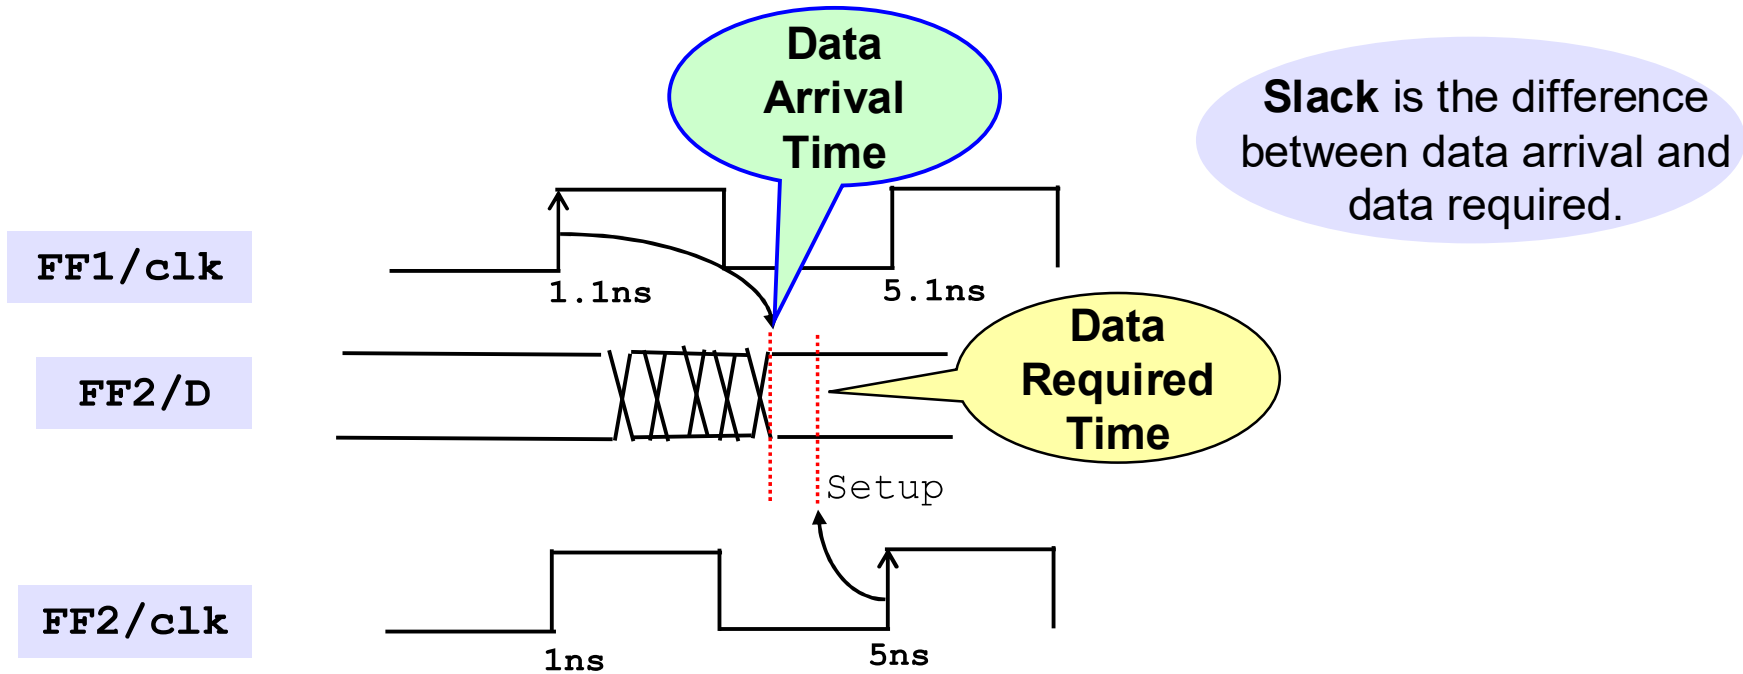 Data
Arrival
Time
Slack is the difference
between data arrival and
data required.
FF1/clk
1.1ns
5.1ns
Data
Required
Time
FF2/D
Setup
FF2/clk
1ns
5ns